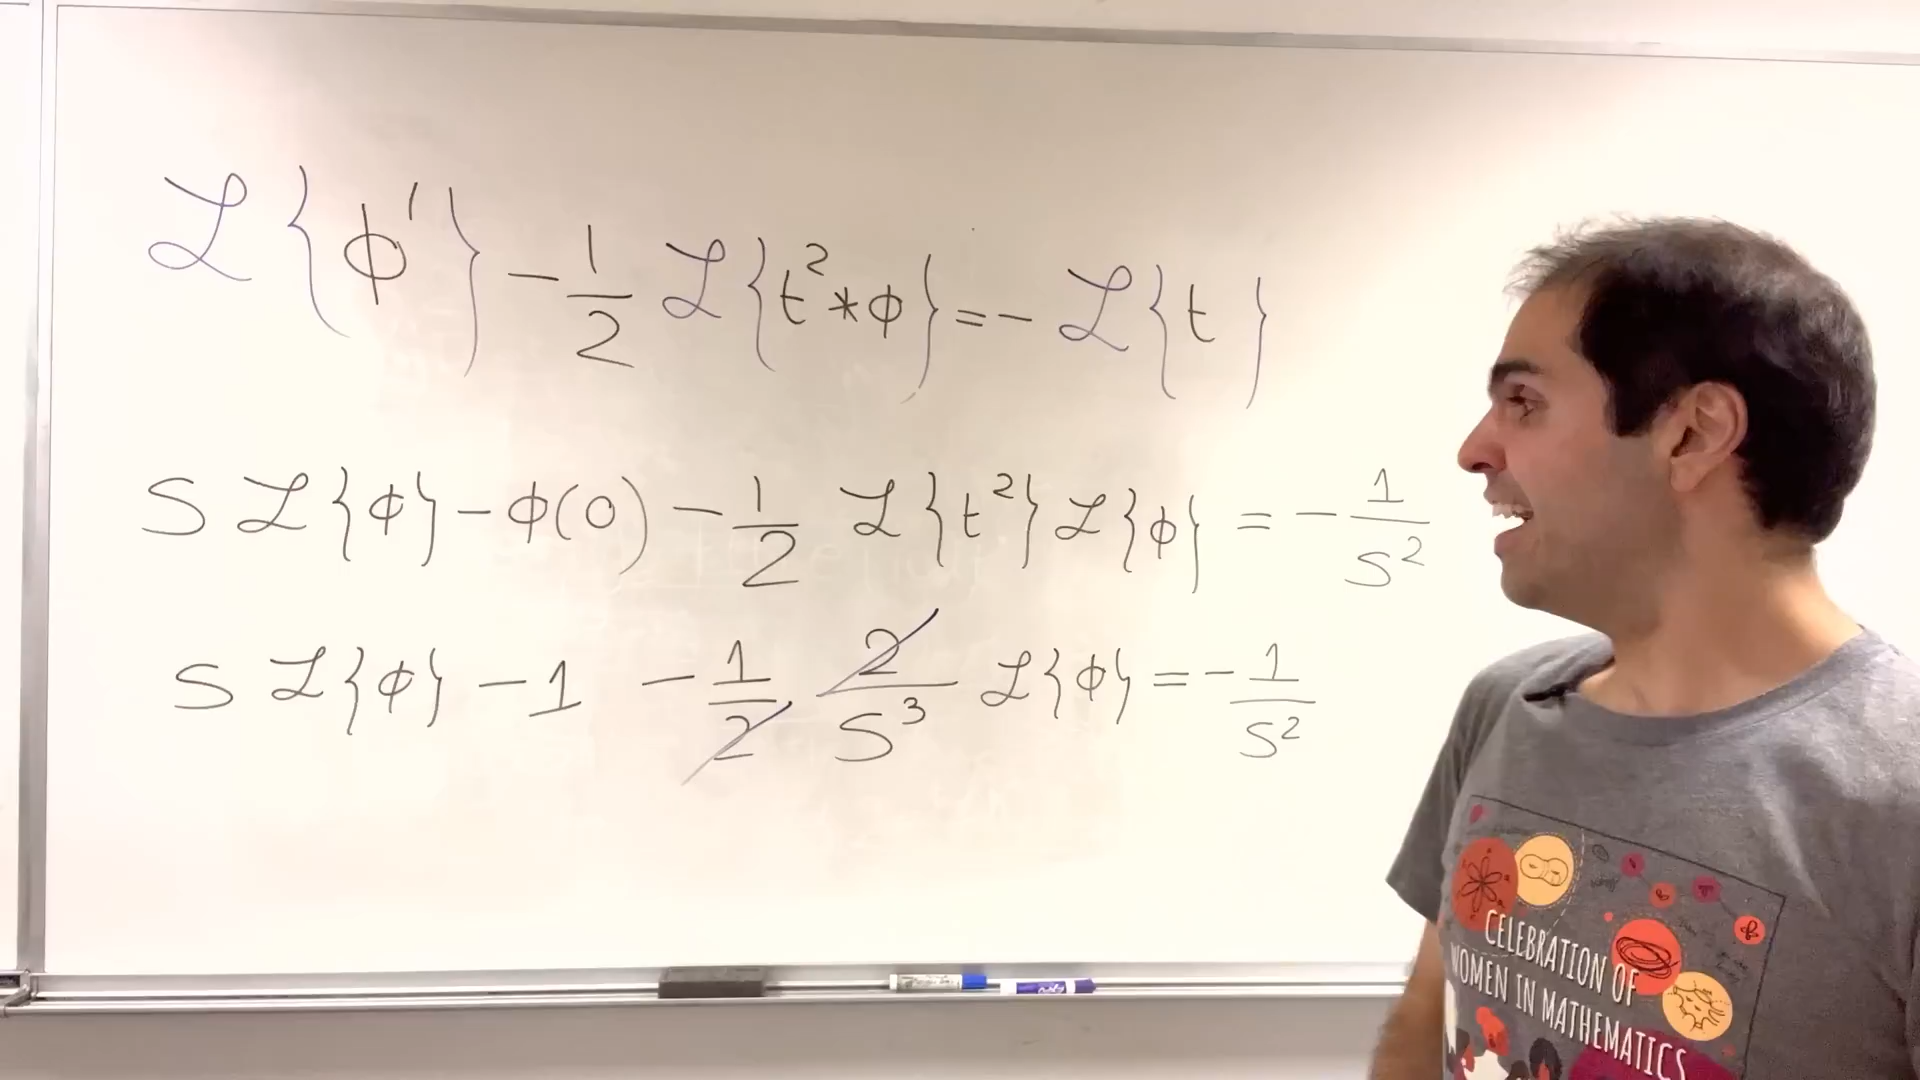 ℒ{ϕ'} - 1/2 ℒ{t² * ϕ} = - ℒ{t}
S ℒ{ϕ} - ϕ(0) - 1/2 ℒ{t²} ℒ{ϕ} = - 1/S²
S ℒ{ϕ} - 1 - 1/2 2/S³ ℒ{ϕ} = - 1/S²
CELEBRATION OF
WOMEN IN MATHEMATICS